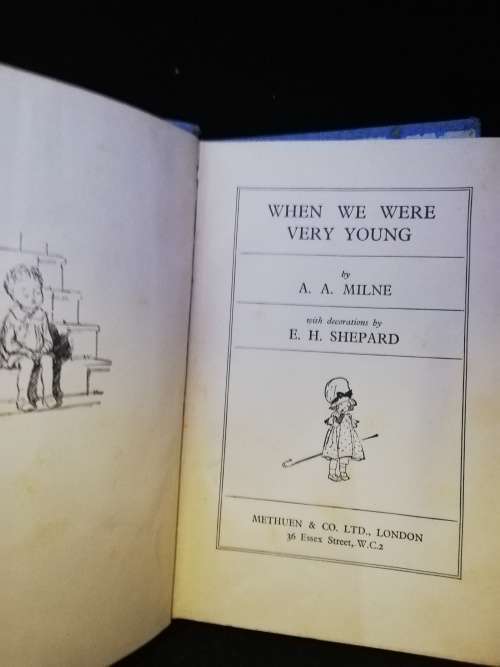 WHEN WE WERE
VERY YOUNG
by
A. A. MILNE
with decorations by
E. H. SHEPARD
METHUEN & CO. LTD., LONDON
36 Essex Street, W.C.2